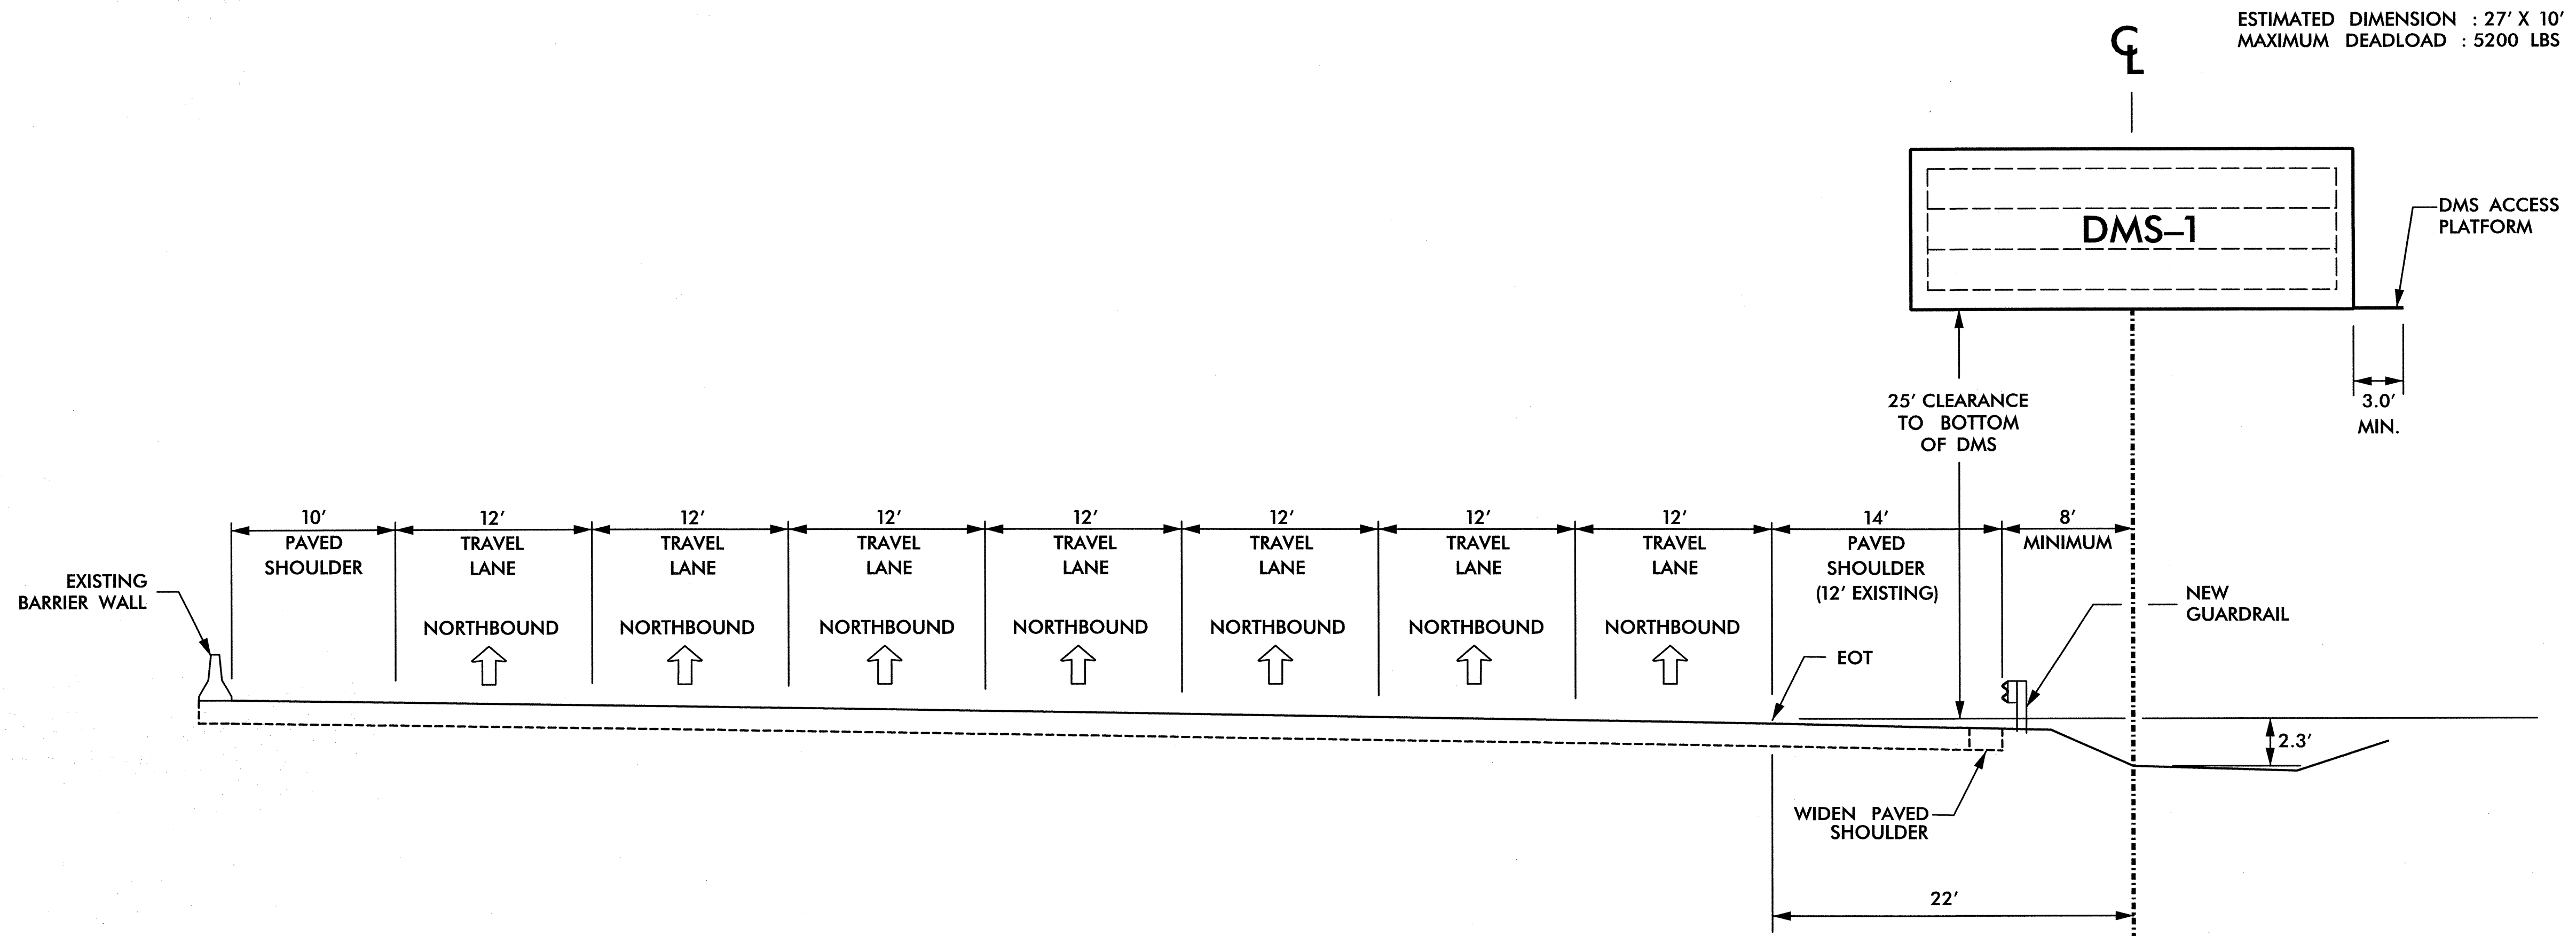 ESTIMATED DIMENSION : 27' X 10'
MAXIMUM DEADLOAD : 5200 LBS
CL
DMS–1
DMS ACCESS
PLATFORM
25' CLEARANCE
TO BOTTOM
OF DMS
3.0'
MIN.
10'
PAVED
SHOULDER
12'
TRAVEL
LANE
NORTHBOUND
12'
TRAVEL
LANE
NORTHBOUND
12'
TRAVEL
LANE
NORTHBOUND
12'
TRAVEL
LANE
NORTHBOUND
12'
TRAVEL
LANE
NORTHBOUND
12'
TRAVEL
LANE
NORTHBOUND
12'
TRAVEL
LANE
NORTHBOUND
14'
PAVED
SHOULDER
(12' EXISTING)
8'
MINIMUM
EXISTING
BARRIER WALL
NEW
GUARDRAIL
EOT
2.3'
WIDEN PAVED
SHOULDER
22'